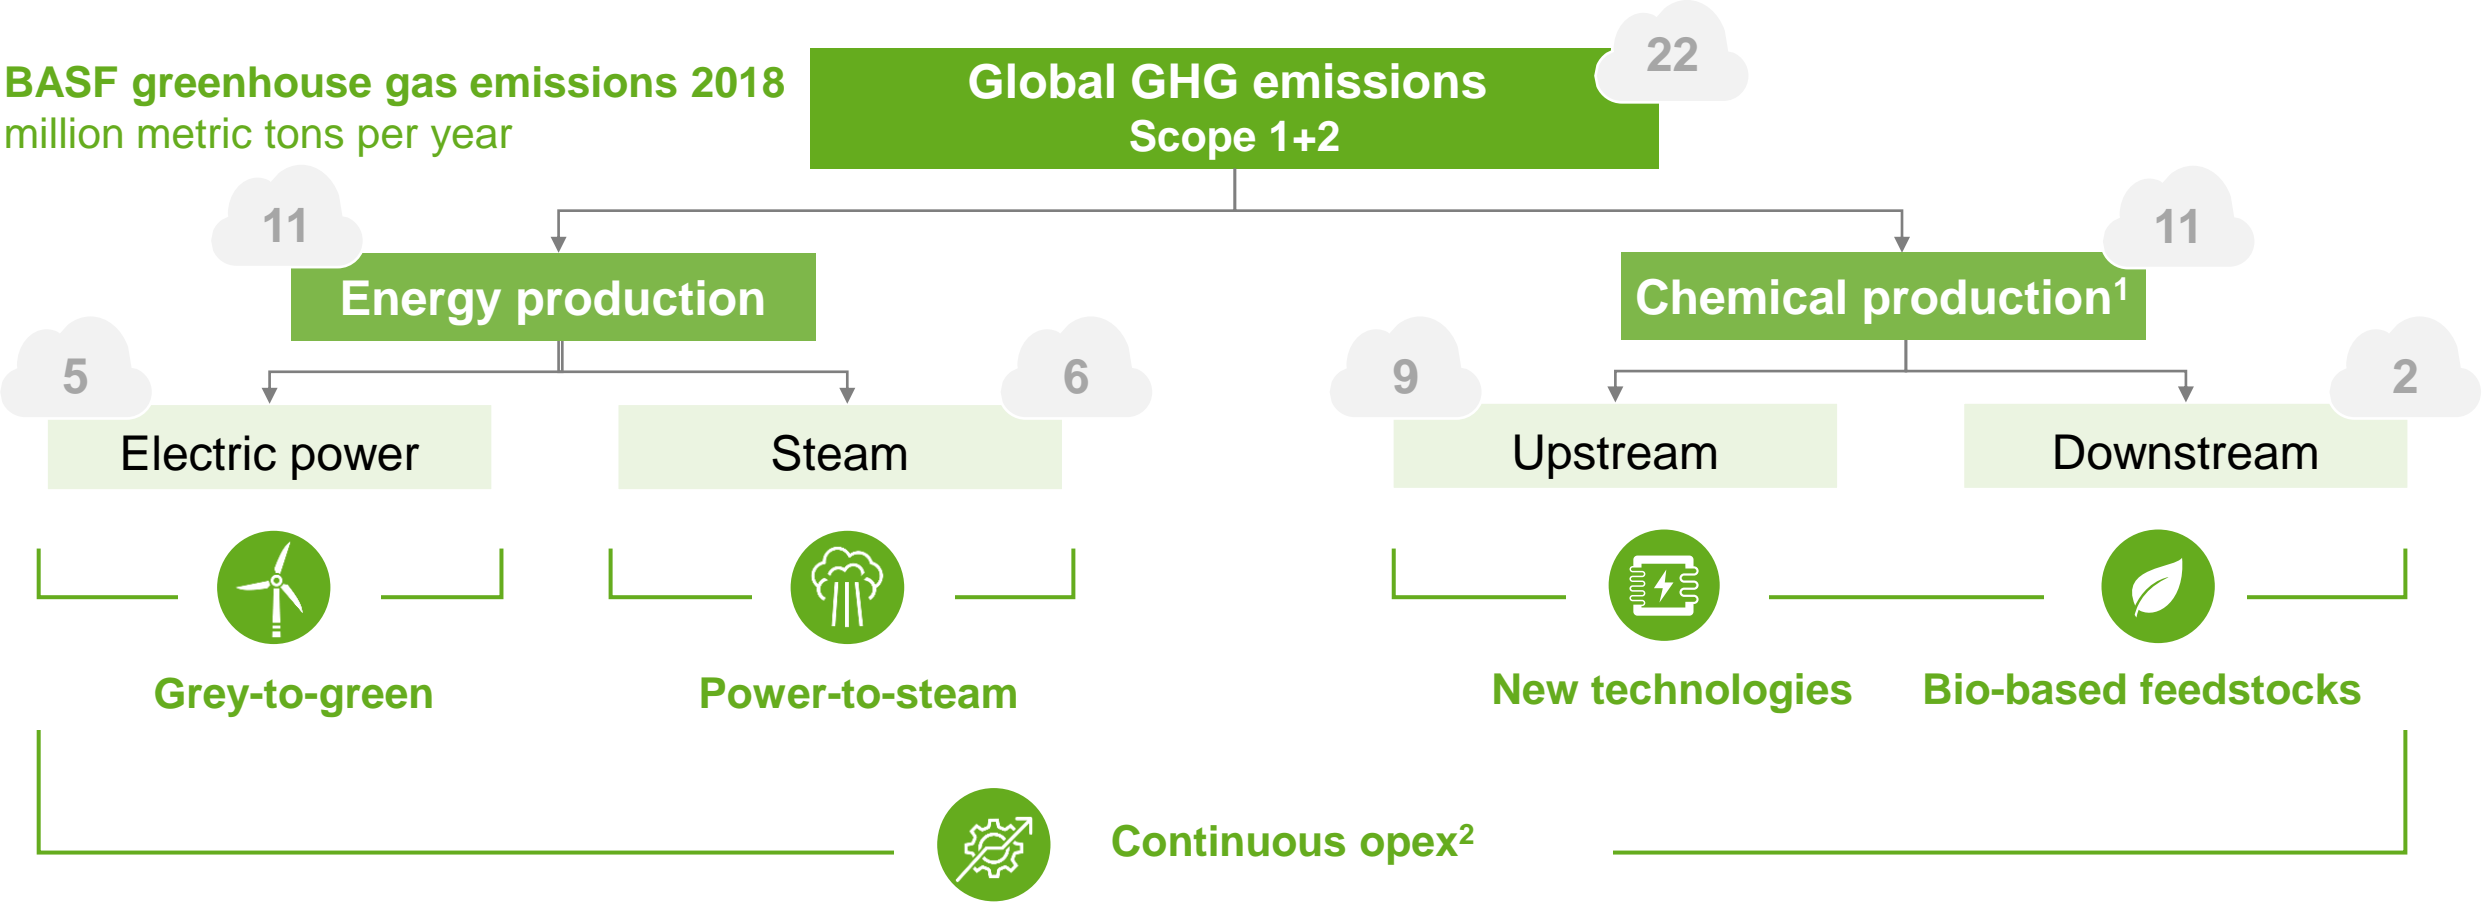 BASF greenhouse gas emissions 2018
million metric tons per year
Global GHG emissions
Scope 1+2
22
11
Energy production
11
Chemical production¹
5
Electric power
6
Steam
9
Upstream
2
Downstream
Grey-to-green
Power-to-steam
New technologies
Bio-based feedstocks
Continuous opex²